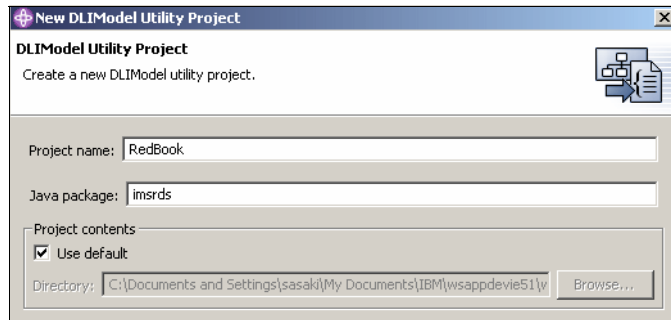 New DLIModel Utility Project
DLIModel Utility Project
Create a new DLIModel utility project.
Project name: RedBook
Java package: imsrds
Project contents
Use default
Directory: C:\Documents and Settings\sasaki\My Documents\IBM\wsappdevie51\ Browse...